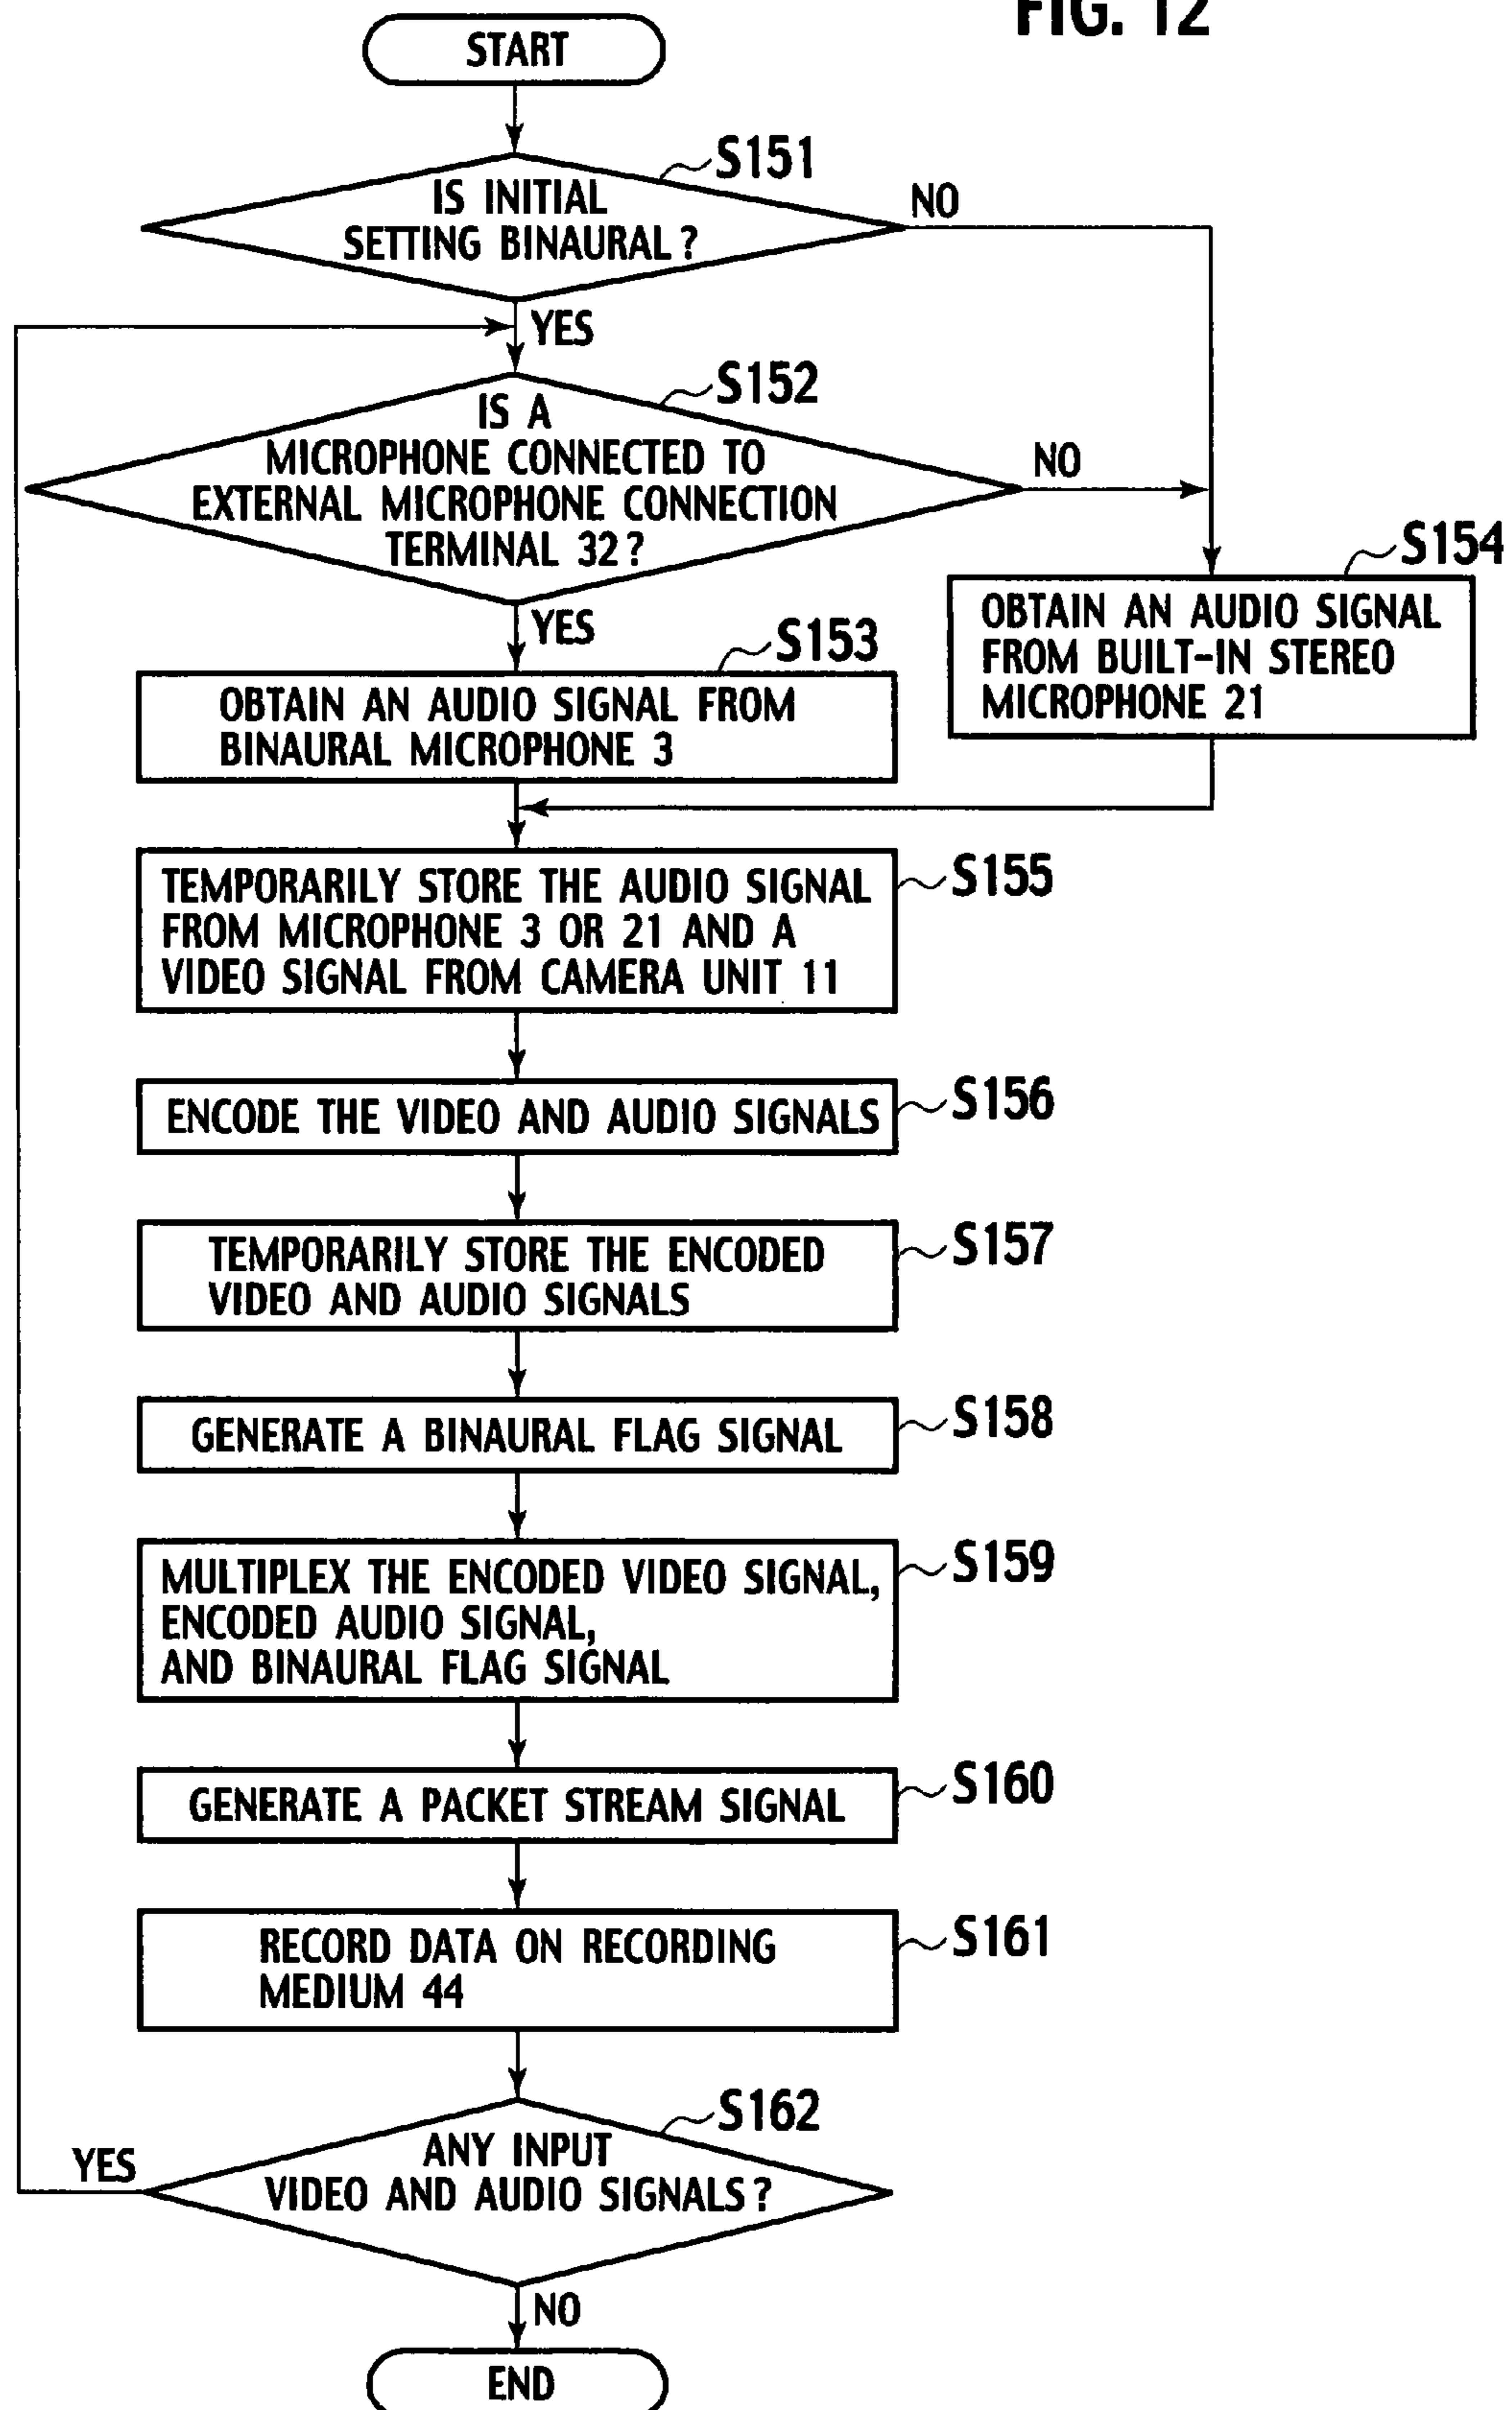 FIG. 12
START
S151
IS INITIAL
SETTING BINAURAL?
NO
YES
S152
IS A
MICROPHONE CONNECTED TO
EXTERNAL MICROPHONE CONNECTION
TERMINAL 32?
NO
YES
S154
OBTAIN AN AUDIO SIGNAL
FROM BUILT-IN STEREO
MICROPHONE 21
S153
OBTAIN AN AUDIO SIGNAL FROM
BINAURAL MICROPHONE 3
S155
TEMPORARILY STORE THE AUDIO SIGNAL
FROM MICROPHONE 3 OR 21 AND A
VIDEO SIGNAL FROM CAMERA UNIT 11
S156
ENCODE THE VIDEO AND AUDIO SIGNALS
S157
TEMPORARILY STORE THE ENCODED
VIDEO AND AUDIO SIGNALS
S158
GENERATE A BINAURAL FLAG SIGNAL
S159
MULTIPLEX THE ENCODED VIDEO SIGNAL,
ENCODED AUDIO SIGNAL,
AND BINAURAL FLAG SIGNAL
S160
GENERATE A PACKET STREAM SIGNAL
S161
RECORD DATA ON RECORDING
MEDIUM 44
S162
ANY INPUT
VIDEO AND AUDIO SIGNALS?
YES
NO
END